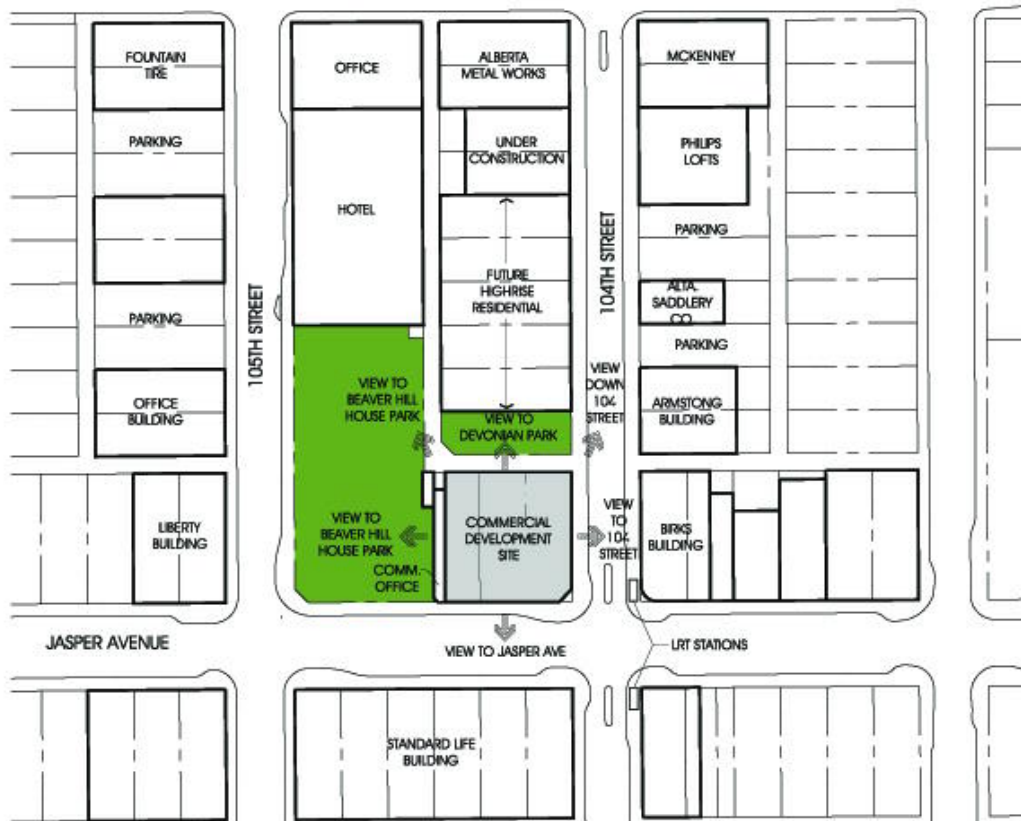 FOUNTAIN
TIRE
PARKING
PARKING
OFFICE
BUILDING
LIBERTY
BUILDING
105TH STREET
OFFICE
HOTEL
ALBERTA
METAL WORKS
UNDER
CONSTRUCTION
FUTURE
HIGHRISE
RESIDENTIAL
VIEW TO
BEAVER HILL
HOUSE PARK
VIEW TO
DEVONIAN PARK
VIEW TO
BEAVER HILL
HOUSE PARK
COMM.
OFFICE
COMMERCIAL
DEVELOPMENT
SITE
104TH STREET
VIEW
DOWN
104
STREET
VIEW
TO
104
STREET
MCKENNEY
PHILIPS
LOFTS
PARKING
ALTA.
SADDLERY
CO.
PARKING
ARMSTONG
BUILDING
BIRKS
BUILDING
JASPER AVENUE
VIEW TO JASPER AVE
LRT STATIONS
STANDARD LIFE
BUILDING